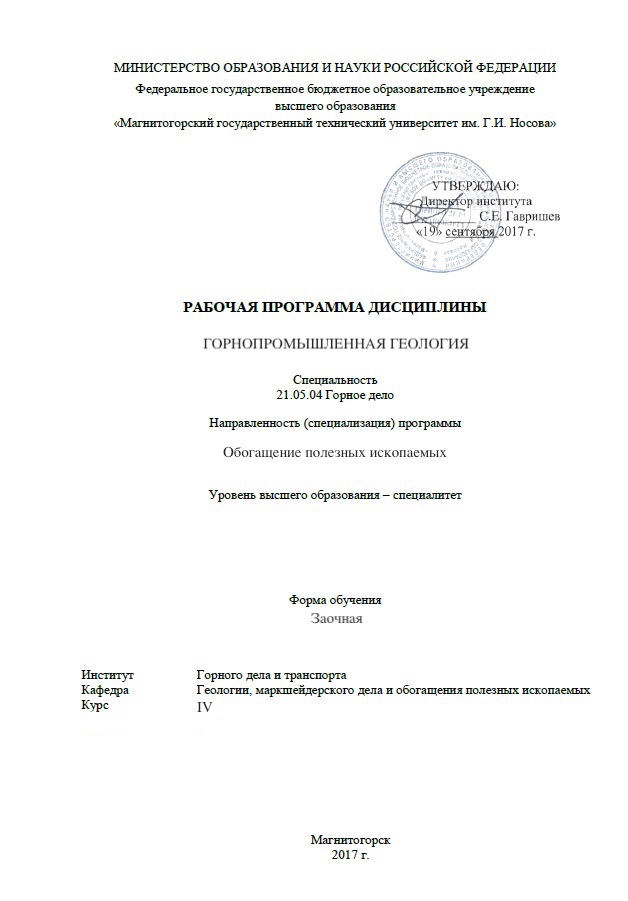 МИНИСТЕРСТВО ОБРАЗОВАНИЯ И НАУКИ РОССИЙСКОЙ ФЕДЕРАЦИИ
Федеральное государственное бюджетное образовательное учреждение
высшего образования
«Магнитогорский государственный технический университет им. Г.И. Носова»
УТВЕРЖДАЮ:
Директор института
С.Е. Гавришев
«19» сентября 2017 г.
РАБОЧАЯ ПРОГРАММА ДИСЦИПЛИНЫ
ГОРНОПРОМЫШЛЕННАЯ ГЕОЛОГИЯ
Специальность
21.05.04 Горное дело
Направленность (специализация) программы
Обогащение полезных ископаемых
Уровень высшего образования – специалитет
Форма обучения
Заочная
Институт Горного дела и транспорта
Кафедра Геологии, маркшейдерского дела и обогащения полезных ископаемых
Курс IV
Магнитогорск
2017 г.